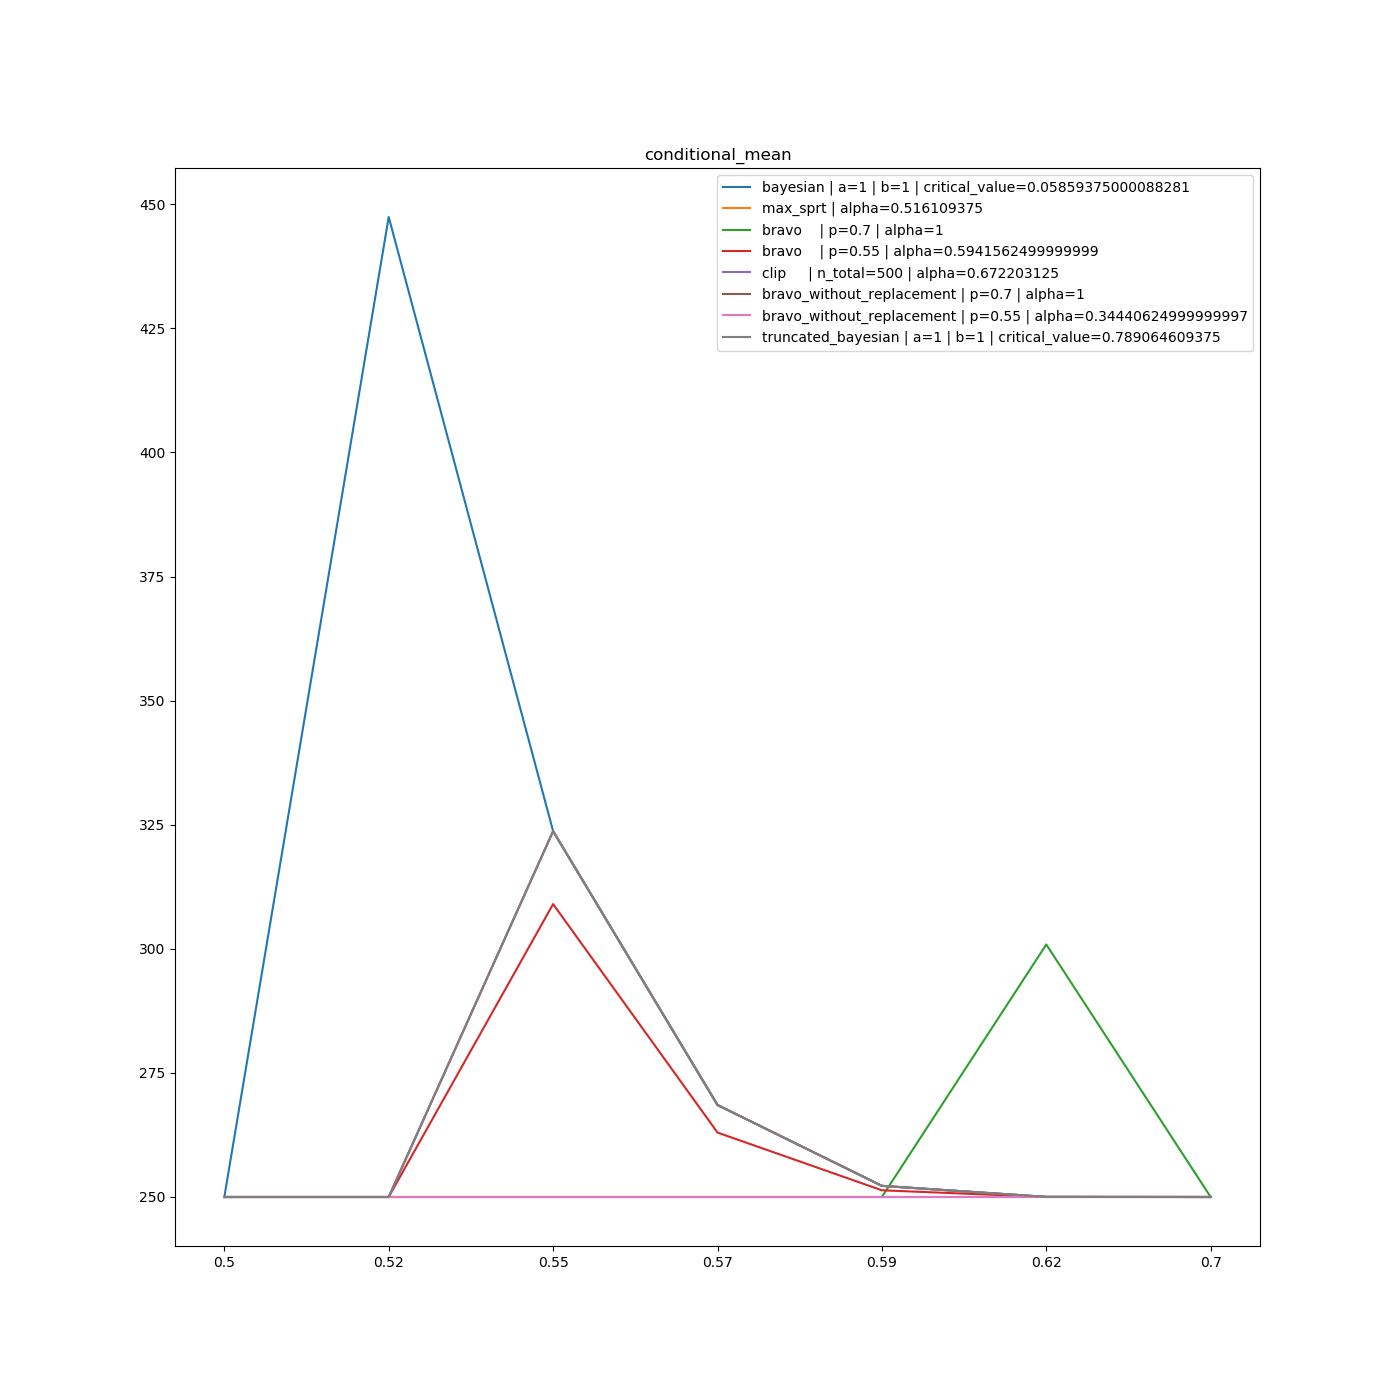 conditional_mean
bayesian | a=1 | b=1 | critical_value=0.05859375000088281
max_sprt | alpha=0.516109375
bravo    | p=0.7 | alpha=1
bravo    | p=0.55 | alpha=0.5941562499999999
clip     | n_total=500 | alpha=0.672203125
bravo_without_replacement | p=0.7 | alpha=1
bravo_without_replacement | p=0.55 | alpha=0.34440624999999997
truncated_bayesian | a=1 | b=1 | critical_value=0.789064609375
450
425
400
375
350
325
300
275
250
0.5 0.52 0.55 0.57 0.59 0.62 0.7